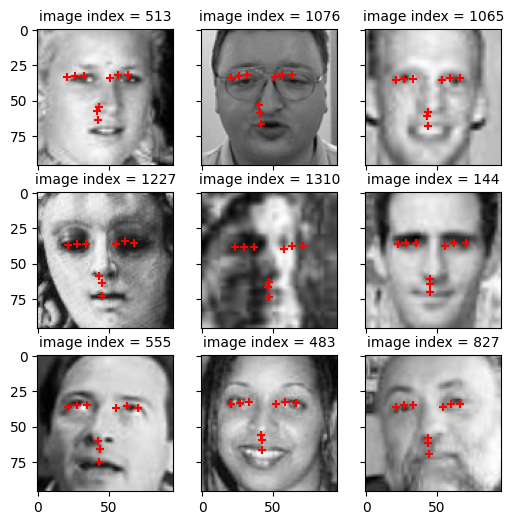 image index = 513
image index = 1076
image index = 1065
0
25
50
75
image index = 1227
image index = 1310
image index = 144
0
25
50
75
image index = 555
image index = 483
image index = 827
0
25
50
75
0
50
0
50
0
50